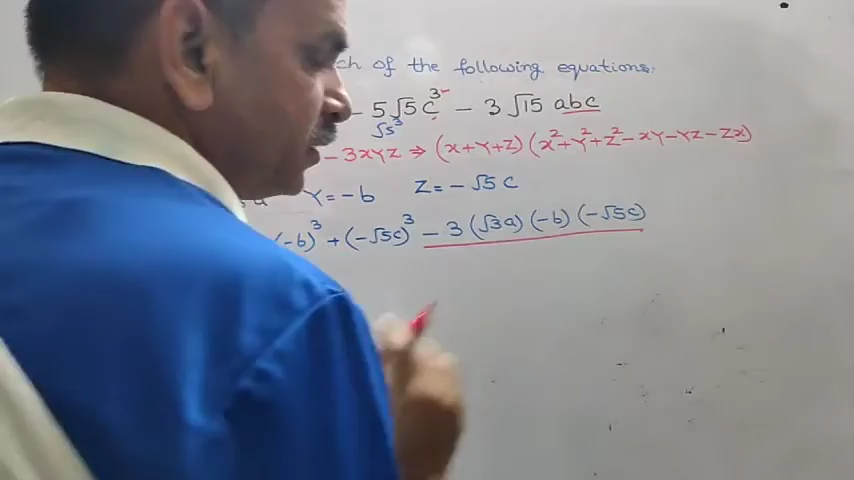 ch of the following equations.
- 5√5 c³ - 3√15 abc
√5³
- 3xyz ⇒ (x+y+z) (x²+y²+z²-xy-yz-zx)
a y = -b z = -√5 c
(-b)³ + (-√5c)³ - 3 (√3a) (-b) (-√5c)